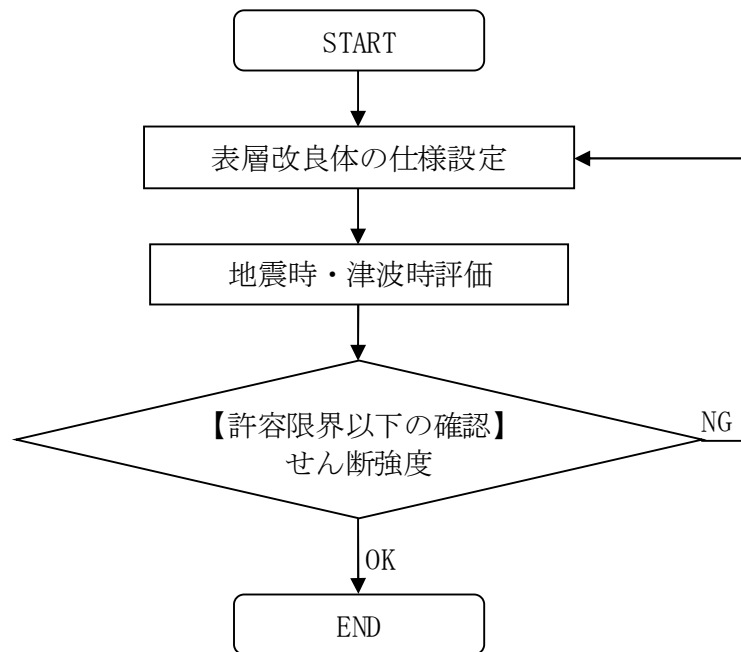 START
表層改良体の仕様設定
地震時・津波時評価
【許容限界以下の確認】
せん断強度
NG
OK
END